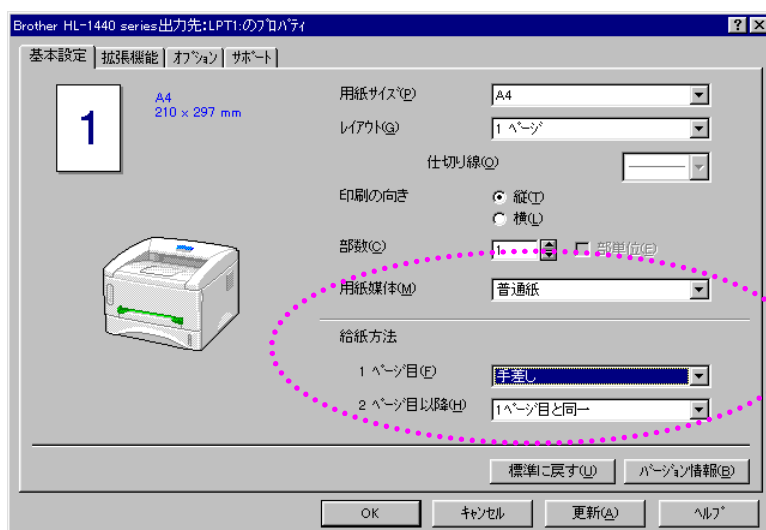 Brother HL-1440 series出力先:LPT1:のプロパティ
基本設定 拡張機能 オプション サポート
1
A4
210 x 297 mm
用紙サイズ(P) A4
レイアウト(G) 1 ページ
仕切り線(O)
印刷の向き 縦(T)
横(L)
部数(C) 1 部単位(E)
用紙媒体(M) 普通紙
給紙方法
1 ページ目(F) 手差し
2 ページ目以降(H) 1ページ目と同一
標準に戻す(U) バージョン情報(B)
OK キャンセル 更新(A) ヘルプ